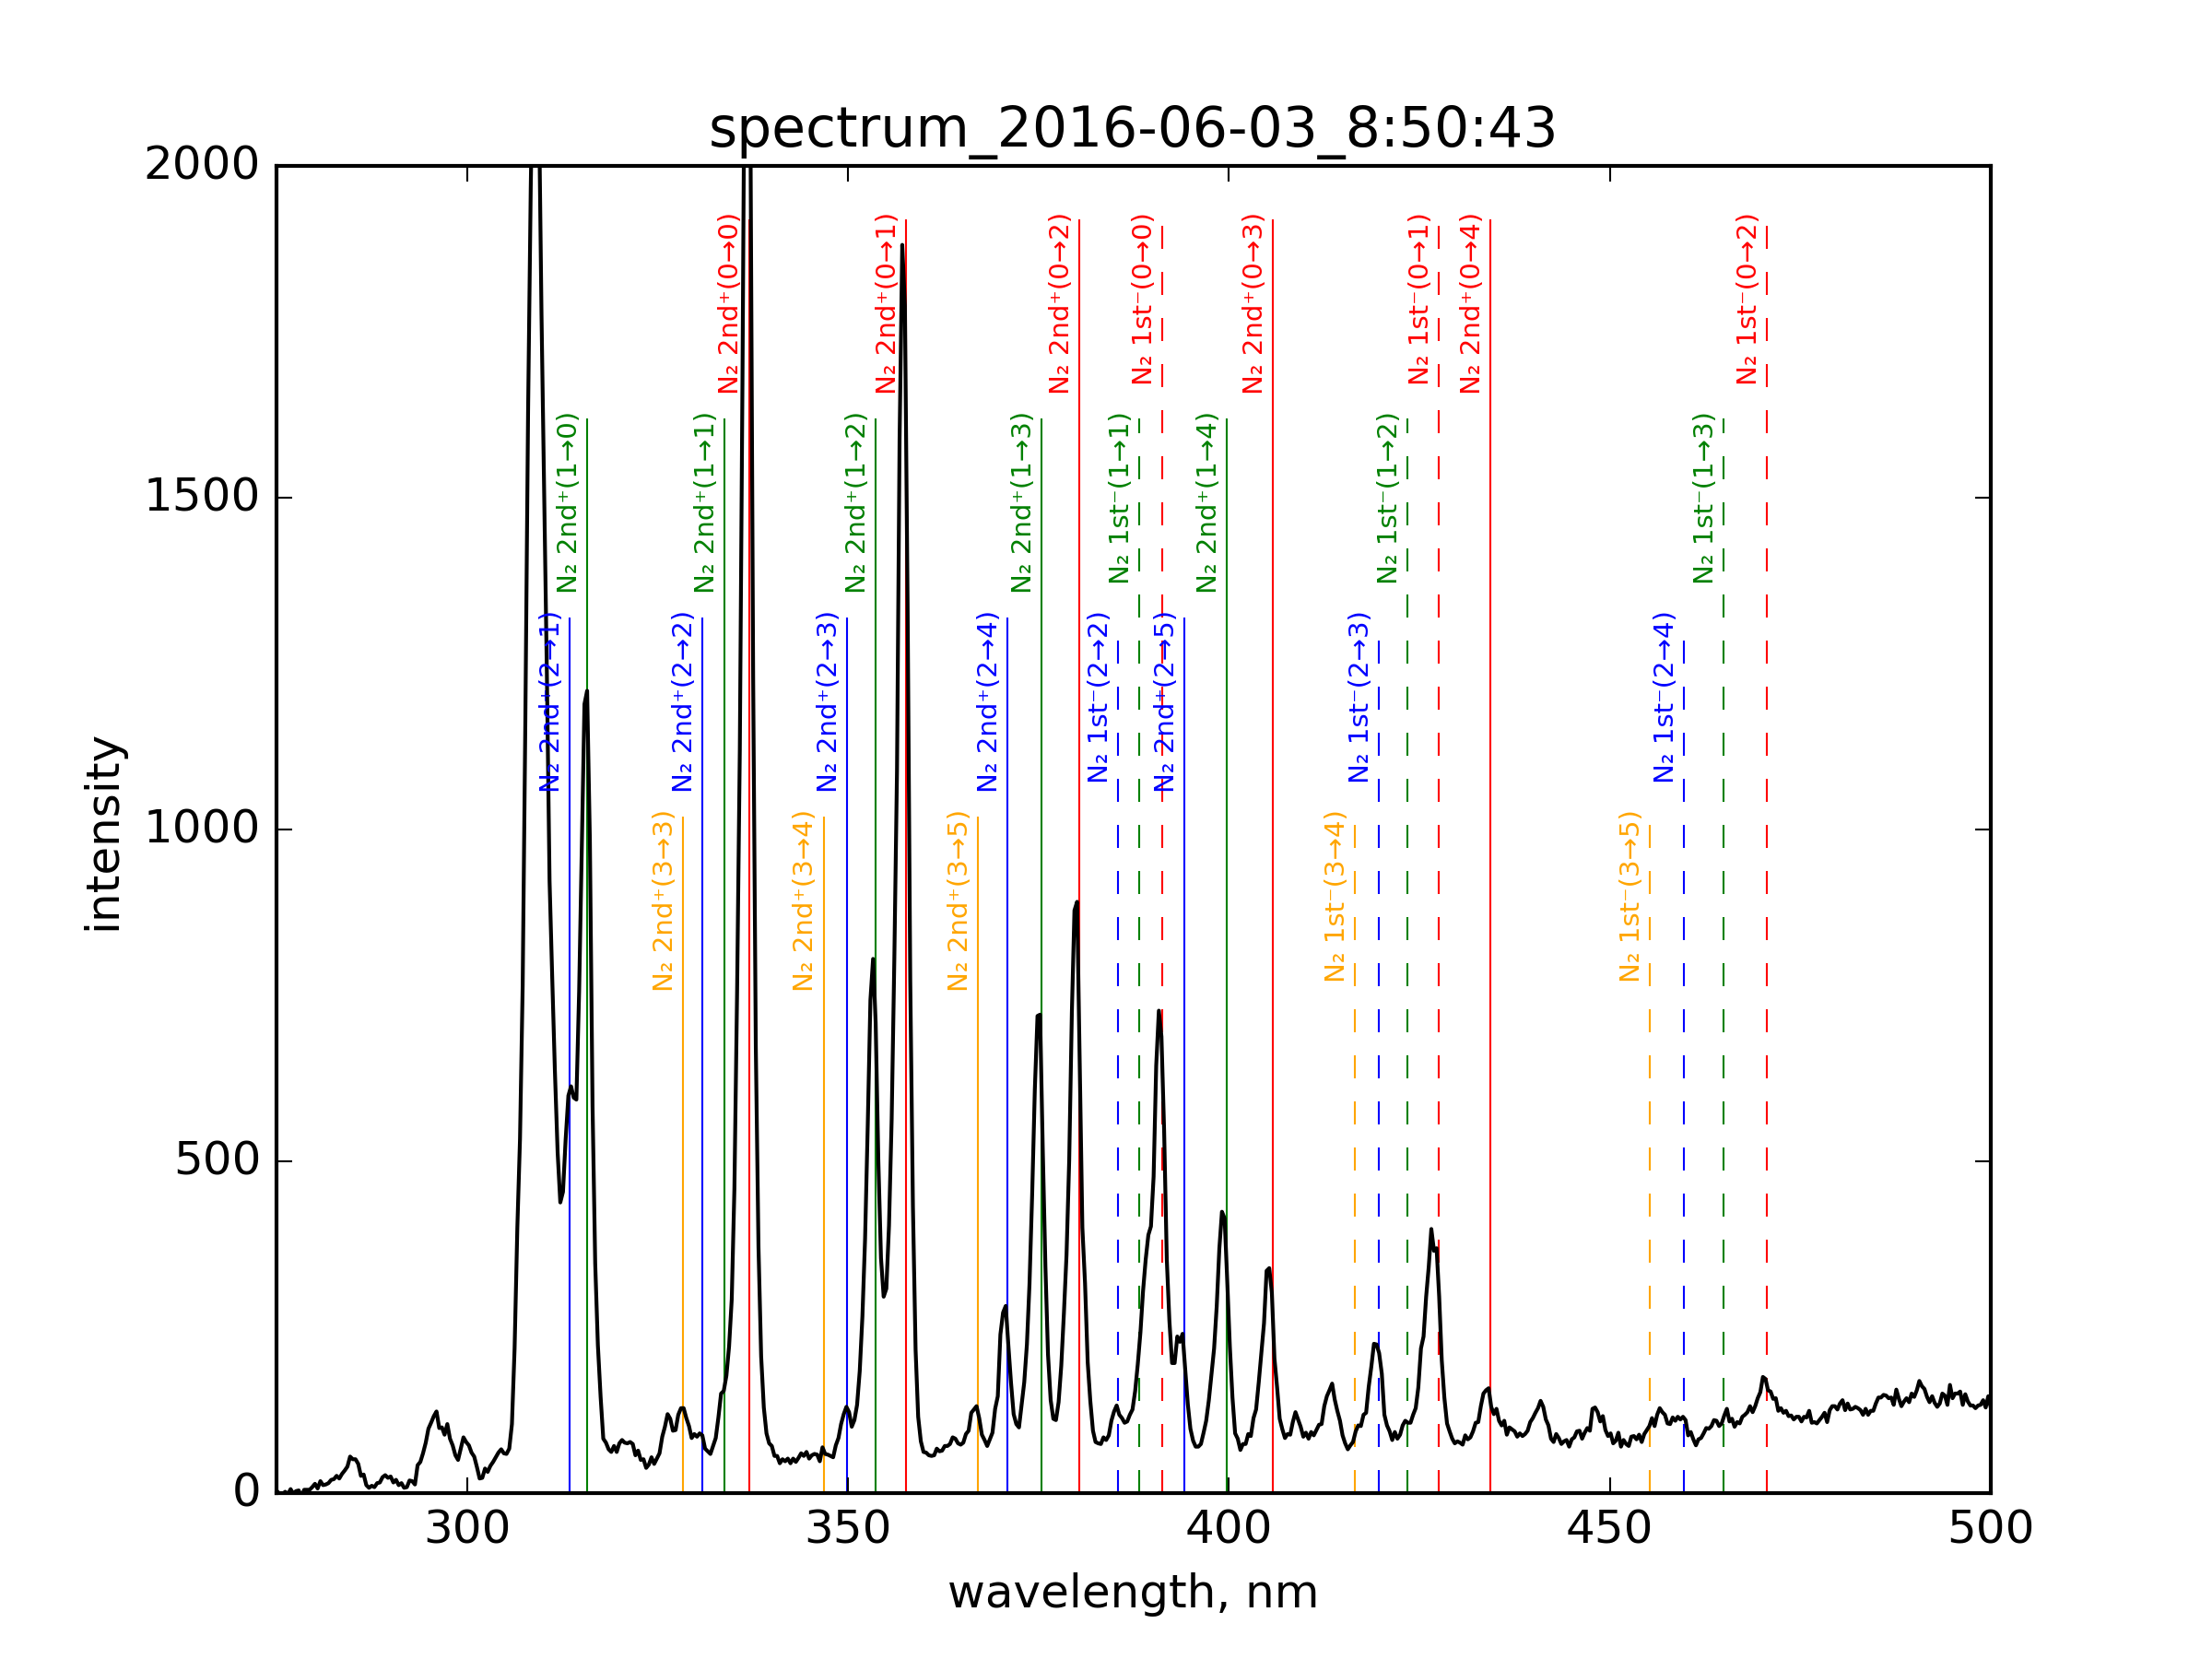 spectrum_2016-06-03_8:50:43
2000
1500
1000
500
0
intensity
N₂ 2nd⁺(0→0)
N₂ 2nd⁺(0→1)
N₂ 2nd⁺(0→2)
N₂ 1st⁻(0→0)
N₂ 2nd⁺(0→3)
N₂ 1st⁻(0→1)
N₂ 2nd⁺(0→4)
N₂ 1st⁻(0→2)
N₂ 2nd⁺(1→0)
N₂ 2nd⁺(1→1)
N₂ 2nd⁺(1→2)
N₂ 2nd⁺(1→3)
N₂ 1st⁻(1→1)
N₂ 2nd⁺(1→4)
N₂ 1st⁻(1→2)
N₂ 1st⁻(1→3)
N₂ 2nd⁺(2→1)
N₂ 2nd⁺(2→2)
N₂ 2nd⁺(2→3)
N₂ 2nd⁺(2→4)
N₂ 1st⁻(2→2)
N₂ 2nd⁺(2→5)
N₂ 1st⁻(2→3)
N₂ 1st⁻(2→4)
N₂ 2nd⁺(3→3)
N₂ 2nd⁺(3→4)
N₂ 2nd⁺(3→5)
N₂ 1st⁻(3→4)
N₂ 1st⁻(3→5)
300 350 400 450 500
wavelength, nm